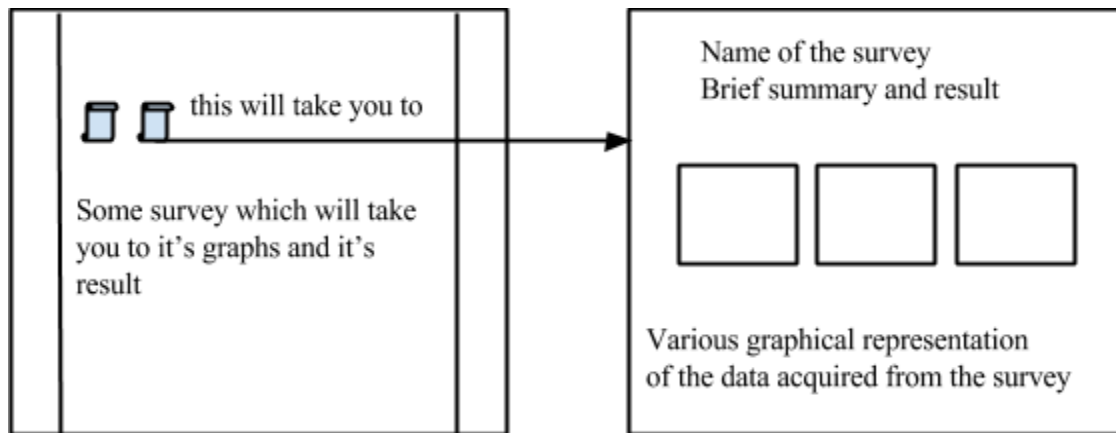 this will take you to
Some survey which will take
you to it's graphs and it's
result
Name of the survey
Brief summary and result
Various graphical representation
of the data acquired from the survey